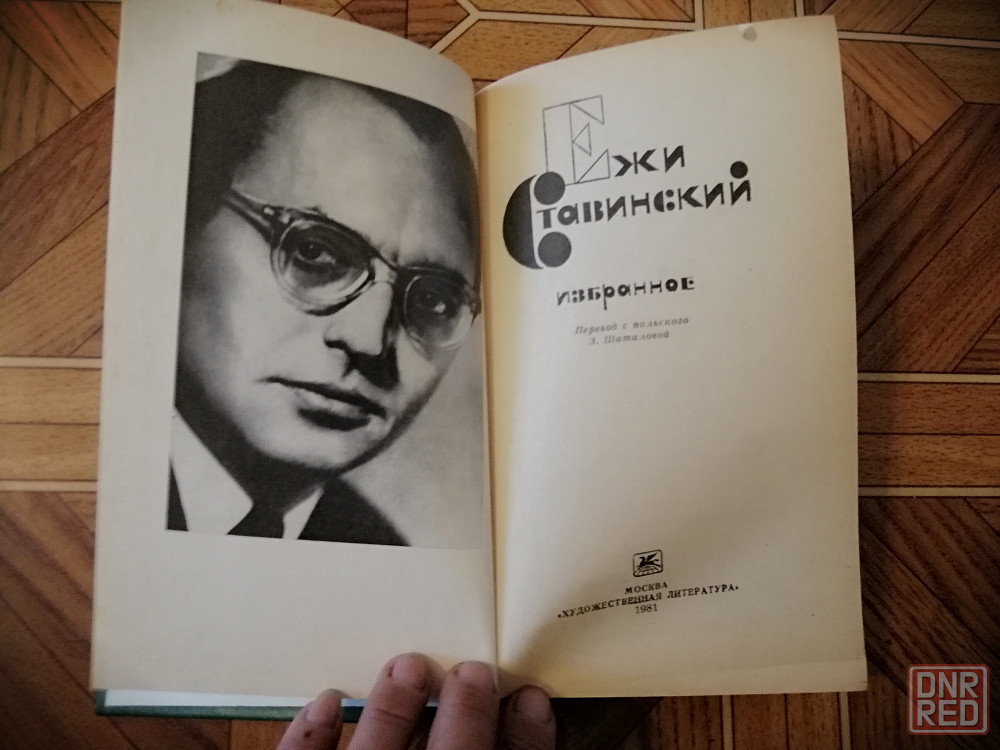 Ежи
Ставинский
избранное
Перевод с польского
Э. Шаталовой
МОСКВА
«ХУДОЖЕСТВЕННАЯ ЛИТЕРАТУРА»
1981
DNR
RED